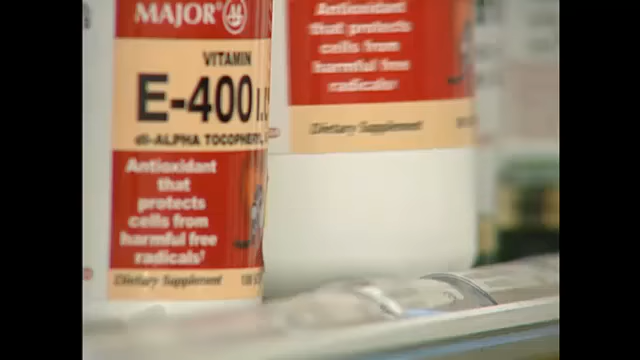 MAJOR®
VITAMIN
E-400 I.
dl-ALPHA TOCOPHER
Antioxidant
that
protects
cells from
harmful free
radicals†
Dietary Supplement
Antioxidant
that protects
cells from
harmful free
radicals
Dietary Supplement